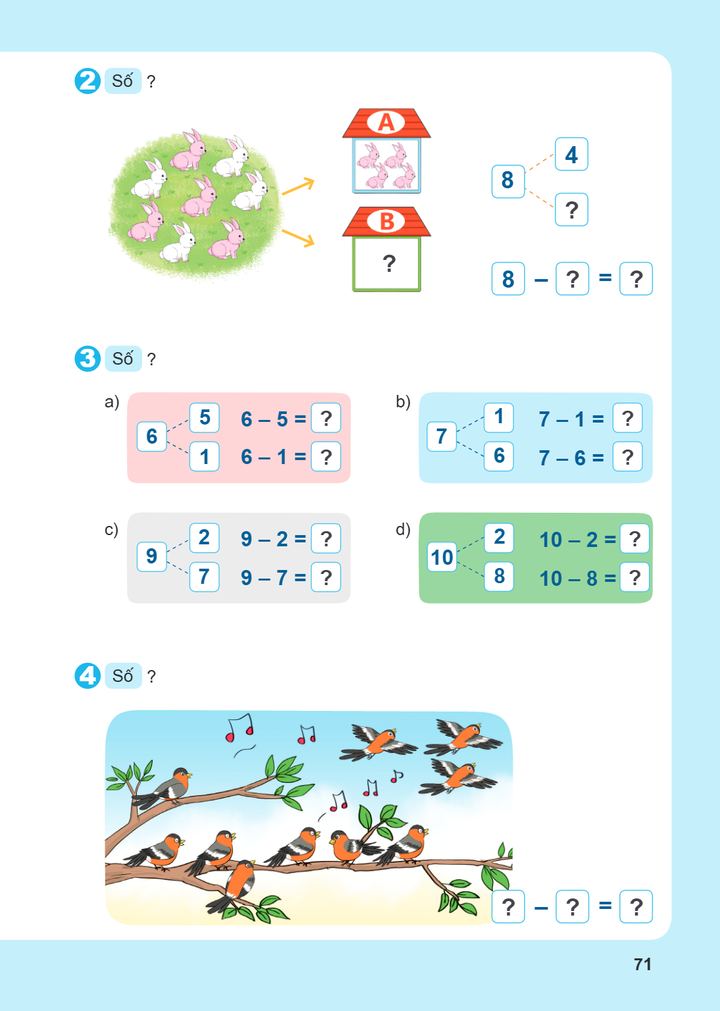 2 Số ?
A
B
?
8
4
?
8 – ? = ?
3 Số ?
a)
6
5
1
6 – 5 = ?
6 – 1 = ?
b)
7
1
6
7 – 1 = ?
7 – 6 = ?
c)
9
2
7
9 – 2 = ?
9 – 7 = ?
d)
10
2
8
10 – 2 = ?
10 – 8 = ?
4 Số ?
? – ? = ?
71